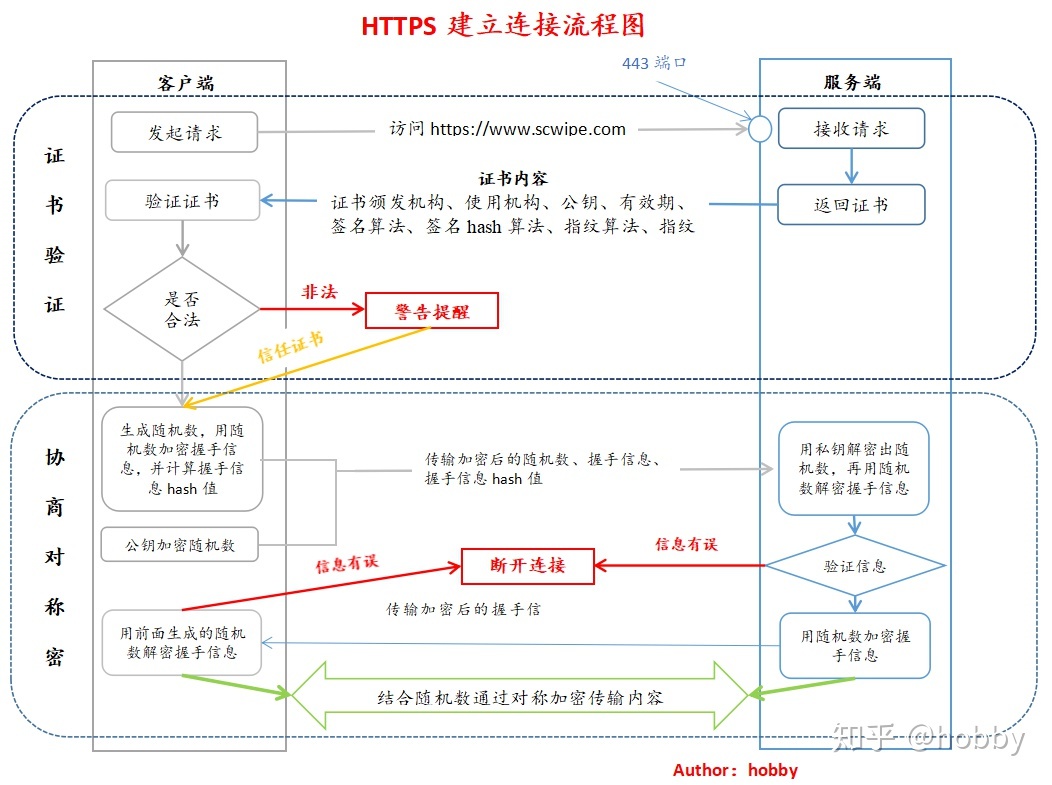 HTTPS 建立连接流程图
443 端口
客户端
服务端
证
书
验
证
发起请求
访问 https://www.scwipe.com
接收请求
证书内容
验证证书
证书颁发机构、使用机构、公钥、有效期、
签名算法、签名 hash 算法、指纹算法、指纹
返回证书
是否
合法
非法
警告提醒
信任证书
协
商
对
称
密
生成随机数，用随
机数加密握手信
息，并计算握手信
息 hash 值
传输加密后的随机数、握手信息、
握手信息 hash 值
用私钥解密出随
机数，再用随机
数解密握手信息
公钥加密随机数
信息有误
断开连接
信息有误
验证信息
传输加密后的握手信
用前面生成的随机
数解密握手信息
用随机数加密握
手信息
结合随机数通过对称加密传输内容
知乎 @hobby
Author：hobby